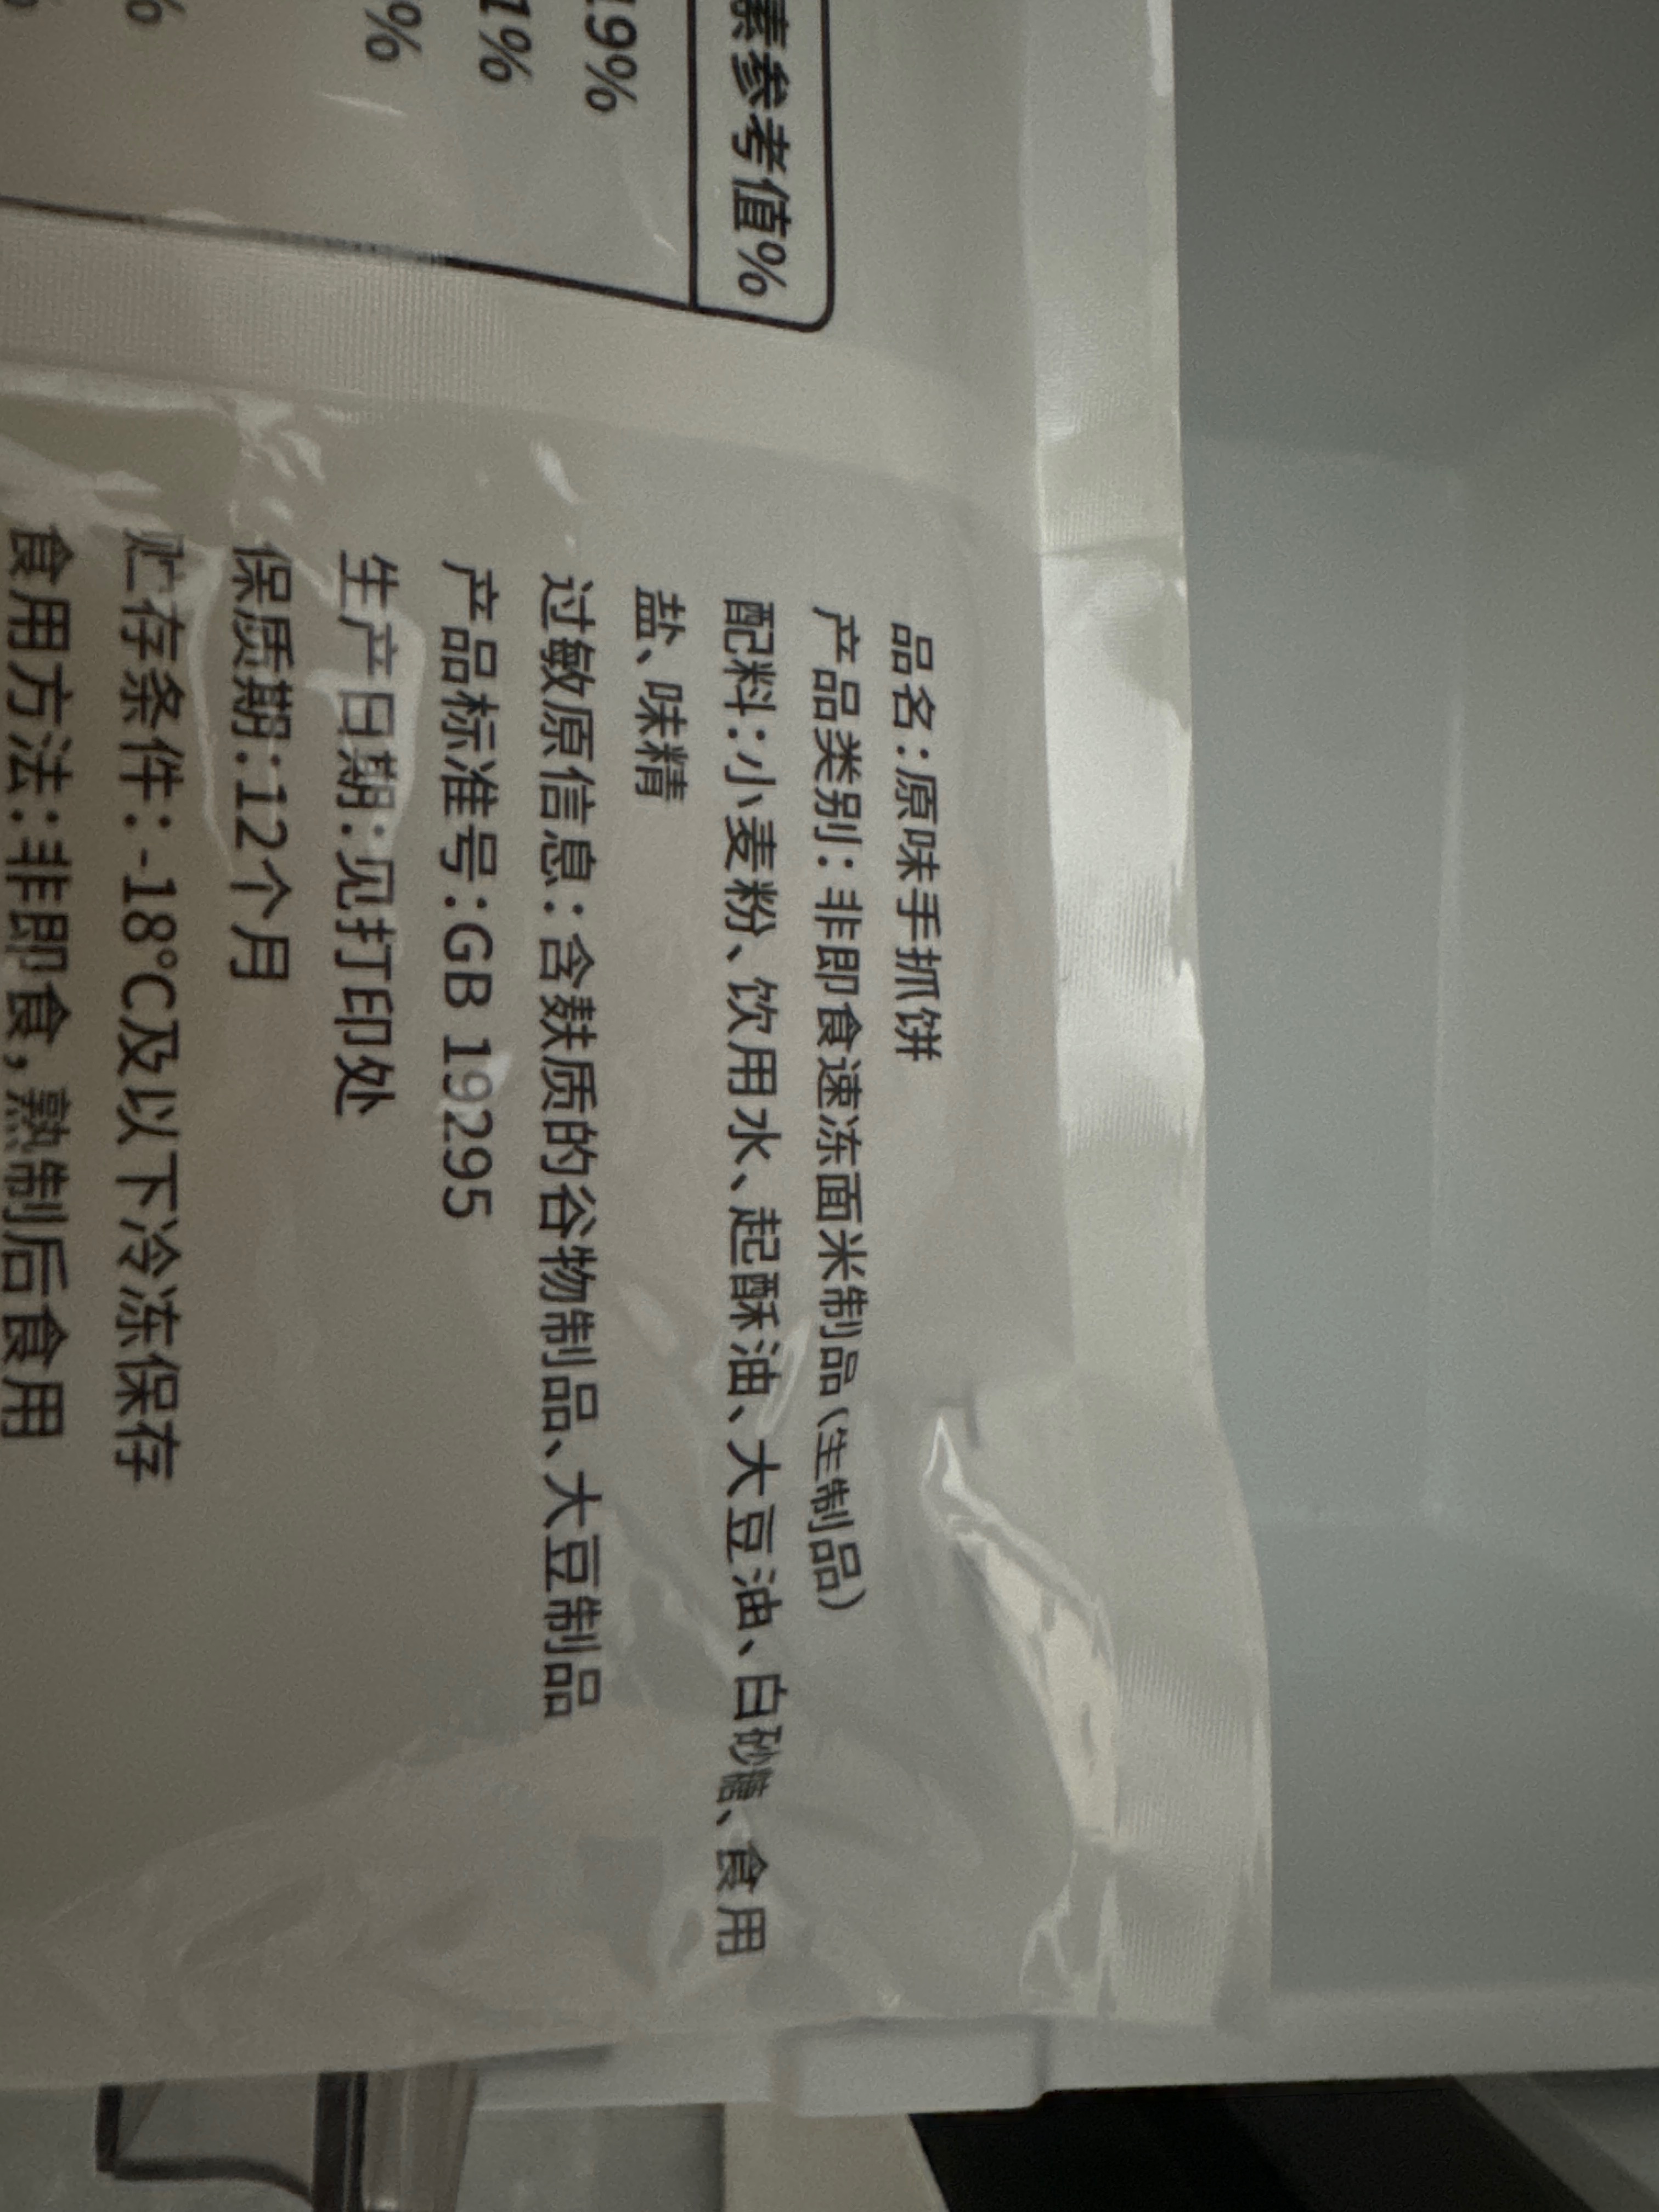 素参考值%
19%
1%
%
%
%
品名：原味手抓饼
产品类别：非即食速冻面米制品（生制品）
配料：小麦粉、饮用水、起酥油、大豆油、白砂糖、食用
盐、味精
过敏原信息：含麸质的谷物制品、大豆制品
产品标准号：GB 19295
生产日期：见打印处
保质期：12个月
贮存条件：-18℃及以下冷冻保存
食用方法：非即食，熟制后食用